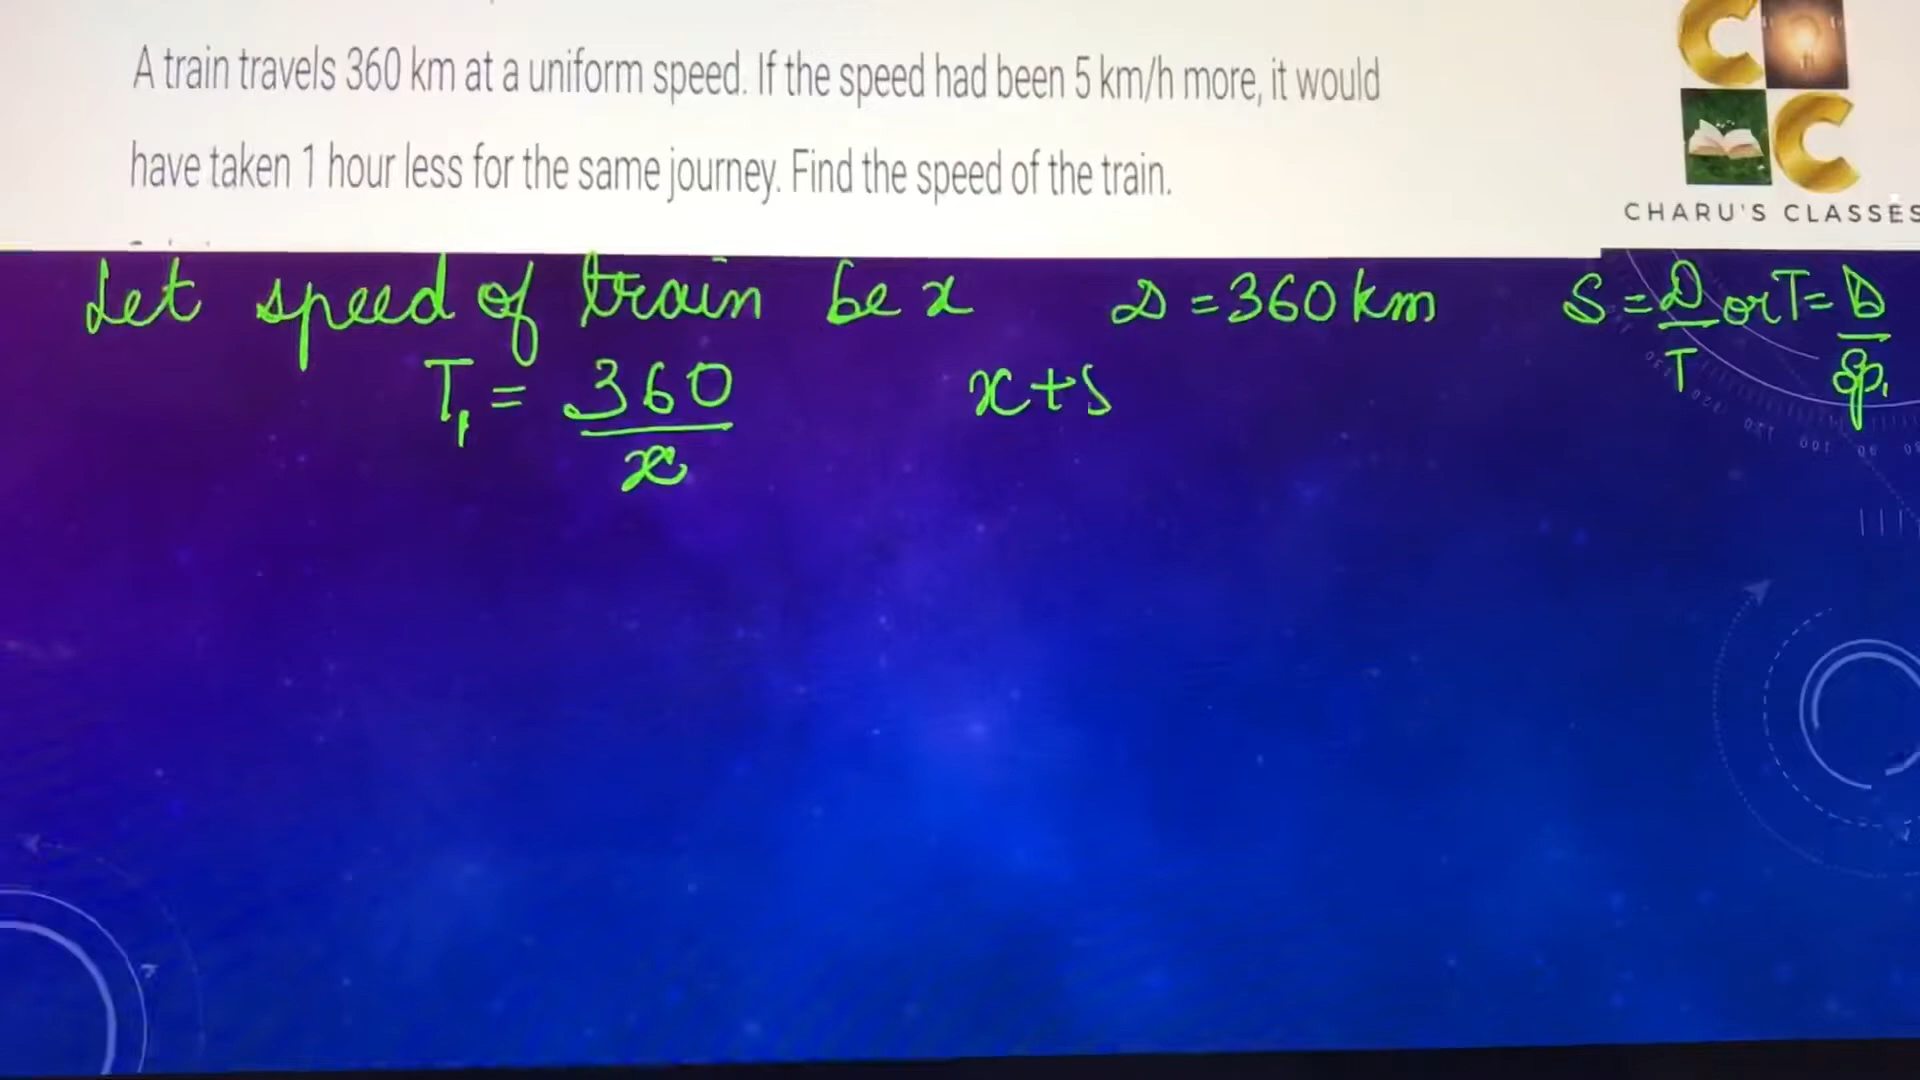 A train travels 360 km at a uniform speed. If the speed had been 5 km/h more, it would
have taken 1 hour less for the same journey. Find the speed of the train.
CHARU'S CLASSES
Let speed of train be x D = 360 km S = D/T or T = D/Sp.
T₁ = 360/x x+5